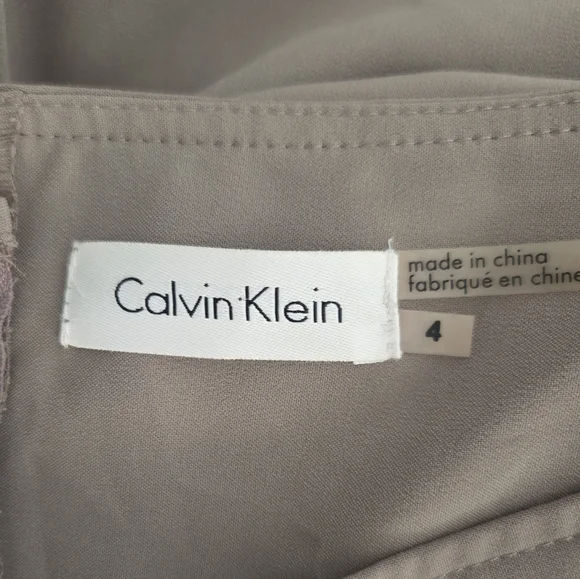 Calvin Klein
made in china
fabriqué en chine
4